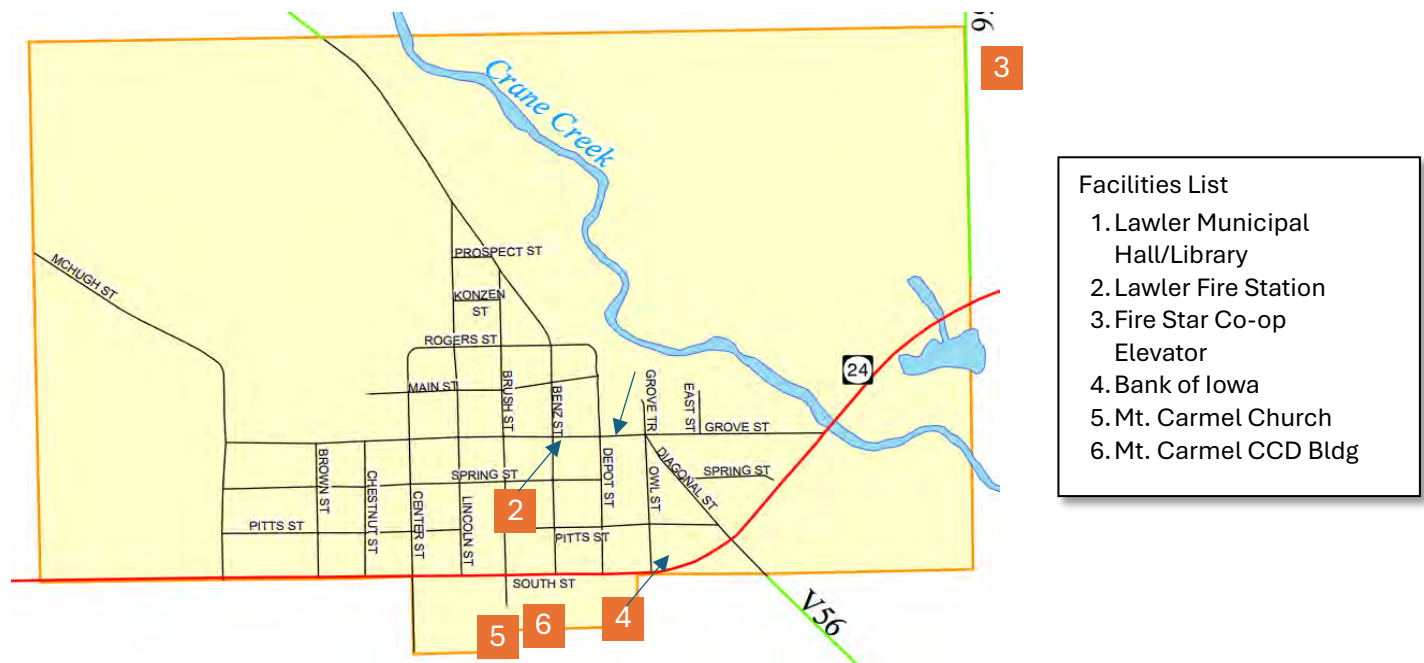 56
3
Crane Creek
Facilities List
1. Lawler Municipal
Hall/Library
2. Lawler Fire Station
3. Fire Star Co-op
Elevator
4. Bank of Iowa
5. Mt. Carmel Church
6. Mt. Carmel CCD Bldg
PROSPECT ST
MCHUGH ST
KONZEN
ST
ROGERS ST
24
MAIN ST
BRUSH ST
BENZ ST
GROVE TR
EAST ST
GROVE ST
BROWN ST
CHESTNUT ST
SPRING ST
DEPOT ST
OWL ST
DIAGONAL ST
SPRING ST
CENTER ST
LINCOLN ST
2
PITTS ST
PITTS ST
SOUTH ST
V56
5
6
4